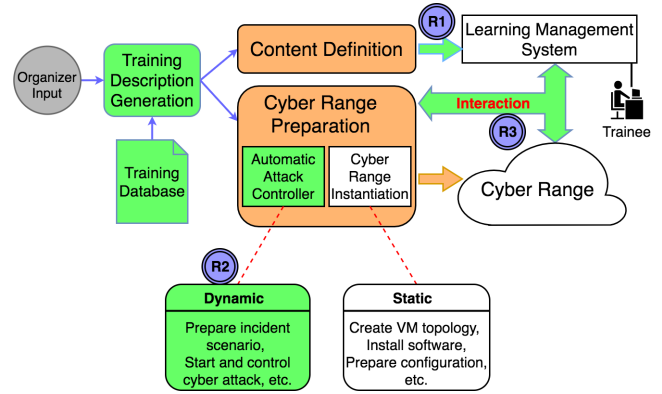 R1
Learning Management
System
Training
Description
Generation
Content Definition
Organizer
Input
Cyber Range
Preparation
Interaction
R3
Trainee
Training
Database
Automatic
Attack
Controller
Cyber
Range
Instantiation
Cyber Range
R2
Dynamic
Prepare incident
scenario,
Start and control
cyber attack, etc.
Static
Create VM topology,
Install software,
Prepare configuration,
etc.